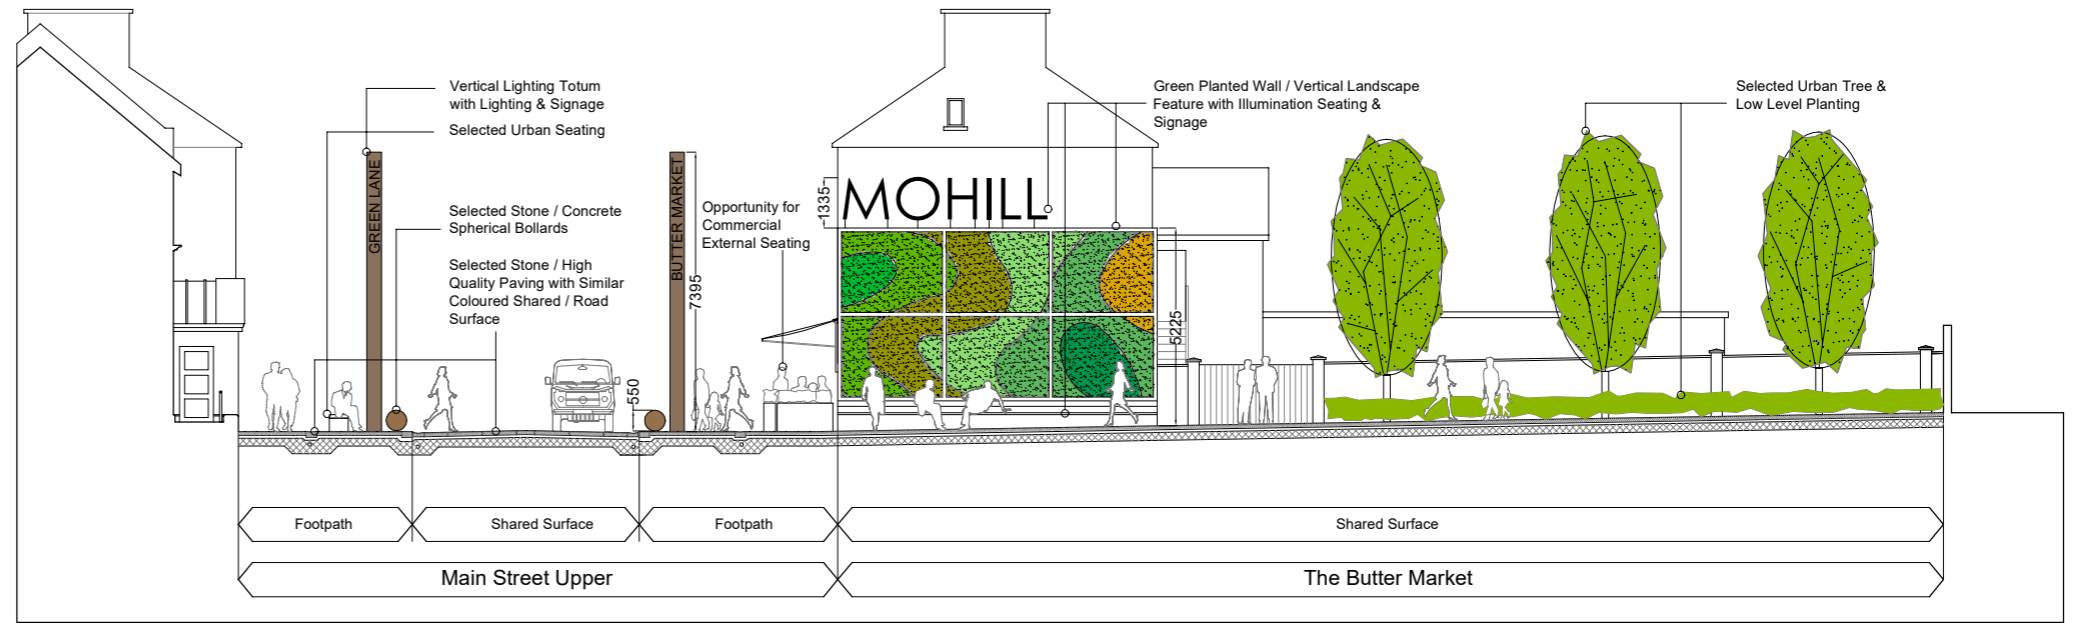 Vertical Lighting Totum
with Lighting & Signage
Selected Urban Seating
GREEN LANE
Selected Stone / Concrete
Spherical Bollards
Selected Stone / High
Quality Paving with Similar
Coloured Shared / Road
Surface
550
BUTTER MARKET
7395
Opportunity for
Commercial
External Seating
1335
MOHILL
Green Planted Wall / Vertical Landscape
Feature with Illumination Seating &
Signage
5225
Selected Urban Tree &
Low Level Planting
Footpath
Shared Surface
Footpath
Shared Surface
Main Street Upper
The Butter Market